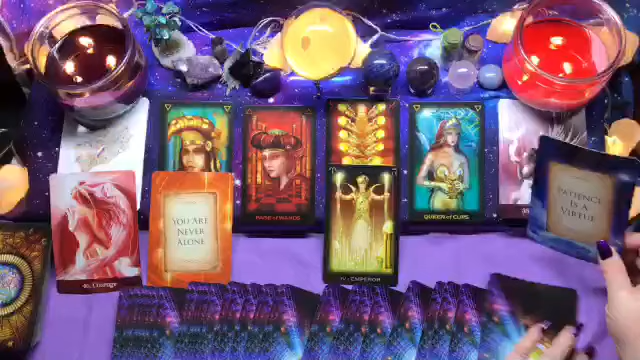 PAGE of WANDS
QUEEN of CUPS
PATIENCE
IS A
VIRTUE
YOU ARE
NEVER
ALONE
IV • EMPEROR